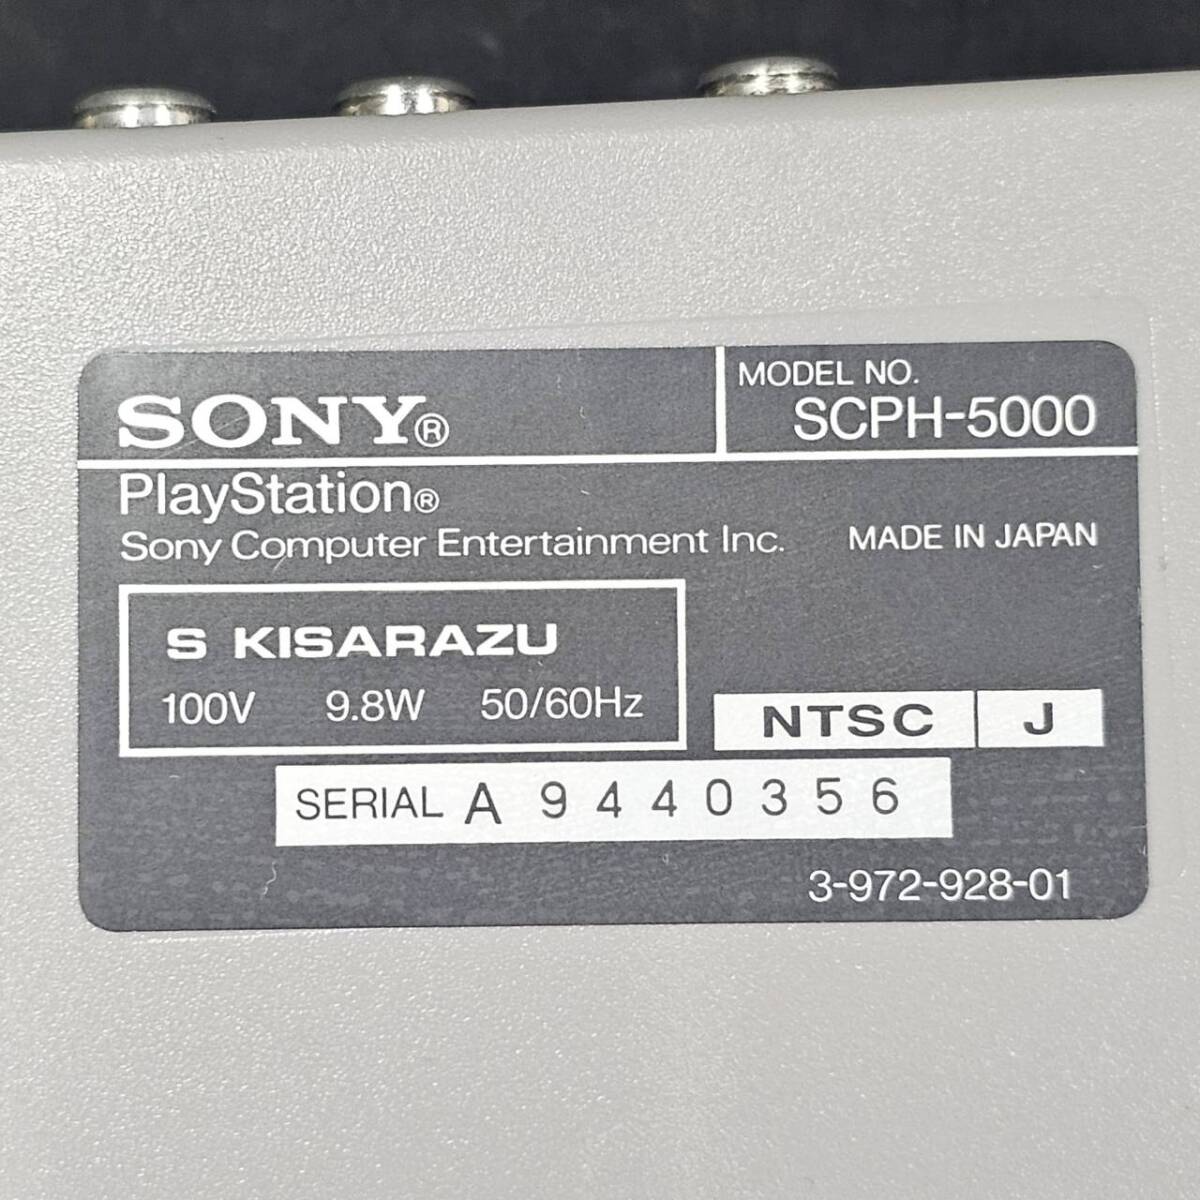 SONY®
MODEL NO.
SCPH-5000
PlayStation®
Sony Computer Entertainment Inc.
MADE IN JAPAN
S KISARAZU
100V 9.8W 50/60Hz
NTSC J
SERIAL A 9440356
3-972-928-01